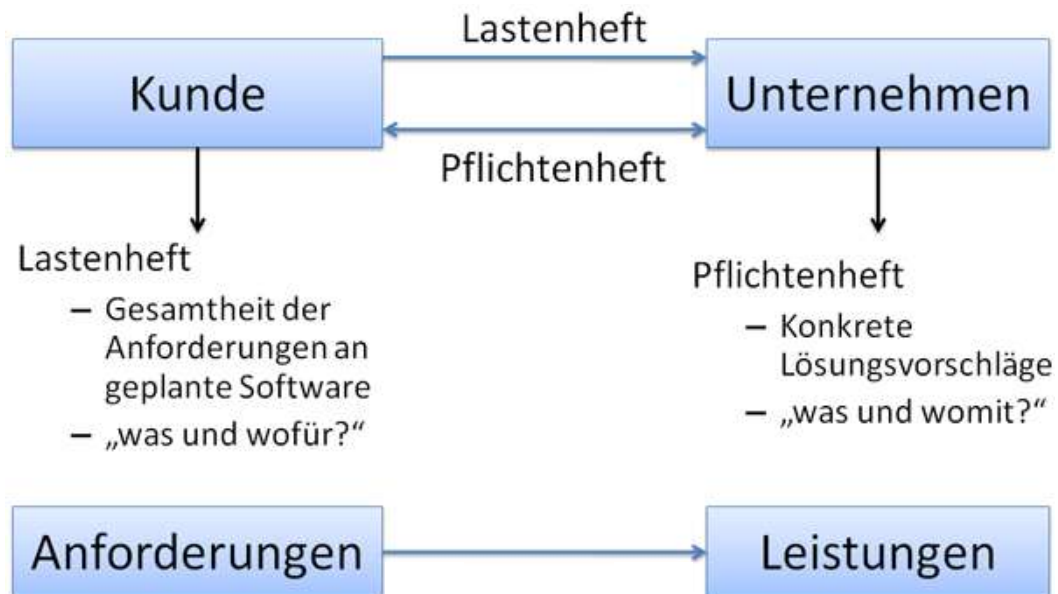 Lastenheft
Kunde
Unternehmen
Pflichtenheft
Lastenheft
– Gesamtheit der
Anforderungen an
geplante Software
– „was und wofür?“
Pflichtenheft
– Konkrete
Lösungsvorschläge
– „was und womit?“
Anforderungen
Leistungen